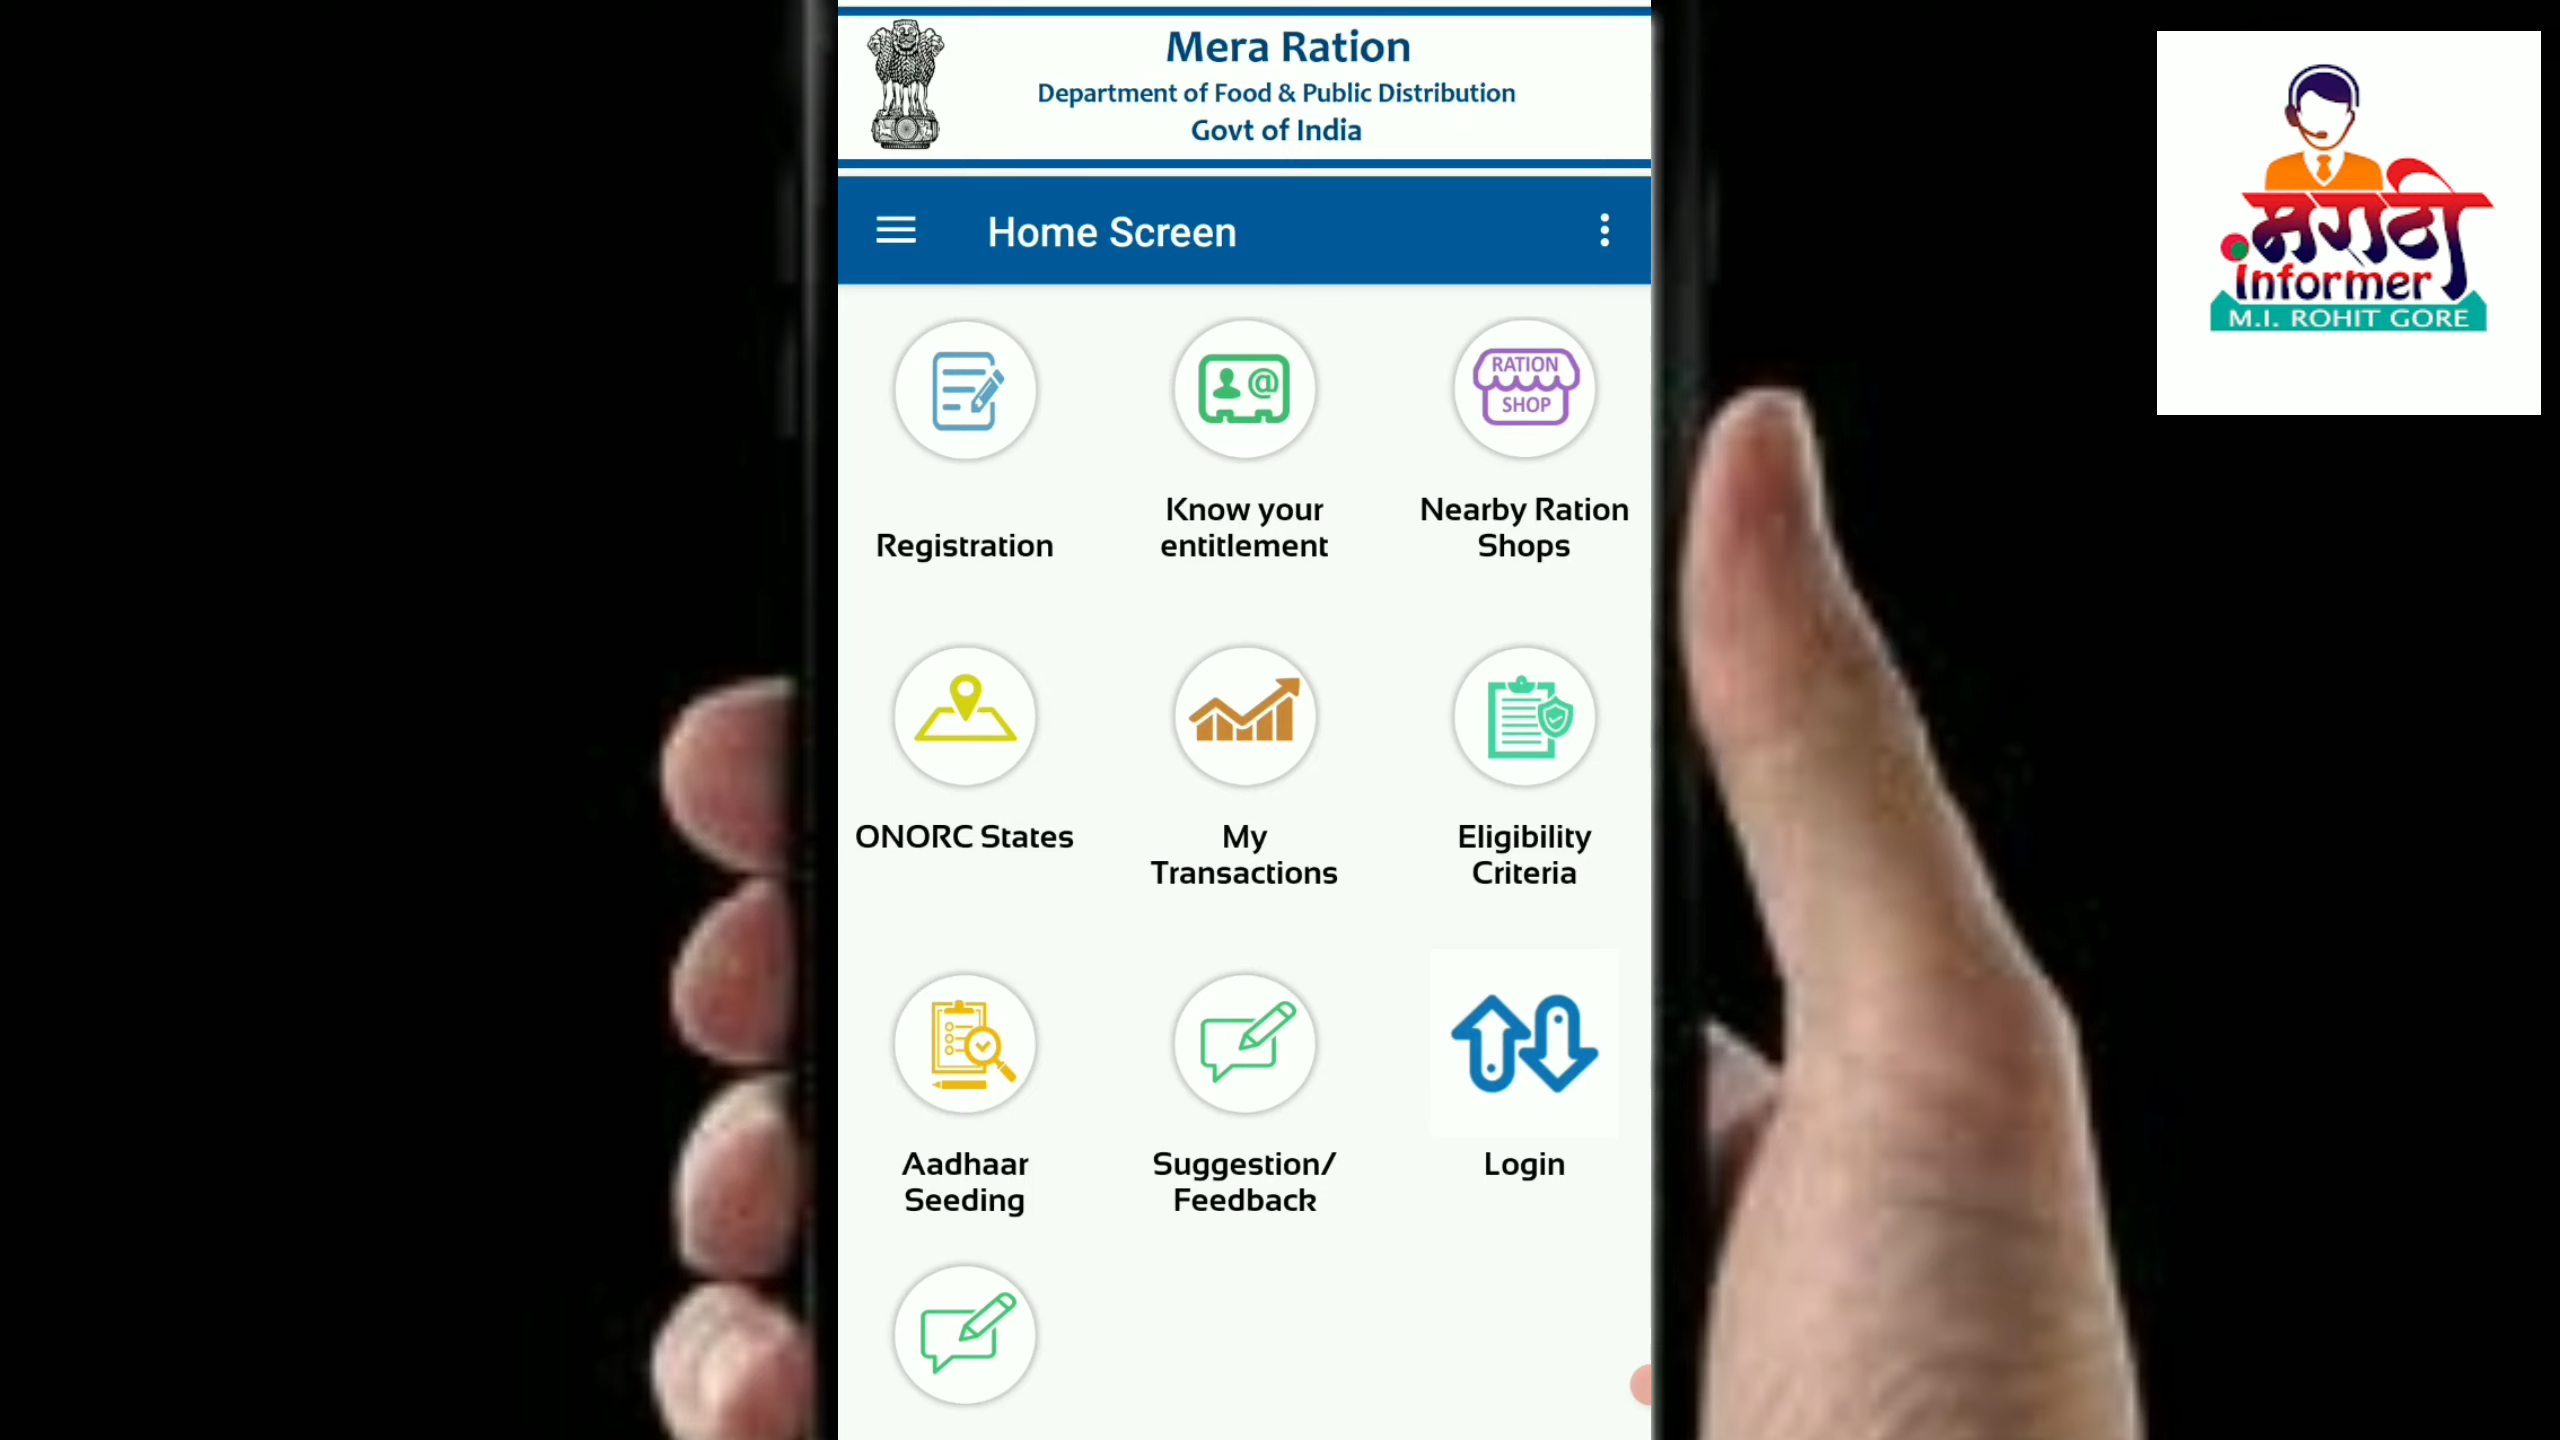 Mera Ration
Department of Food & Public Distribution
Govt of India
Home Screen
RATION
SHOP
Registration
Know your
entitlement
Nearby Ration
Shops
ONORC States
My
Transactions
Eligibility
Criteria
Aadhaar
Seeding
Suggestion/
Feedback
Login
मराठी
Informer
M.I. ROHIT GORE